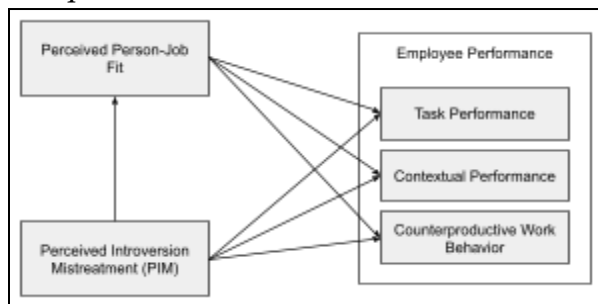 Perceived Person-Job
Fit
Employee Performance
Task Performance
Contextual Performance
Counterproductive Work
Behavior
Perceived Introversion
Mistreatment (PIM)